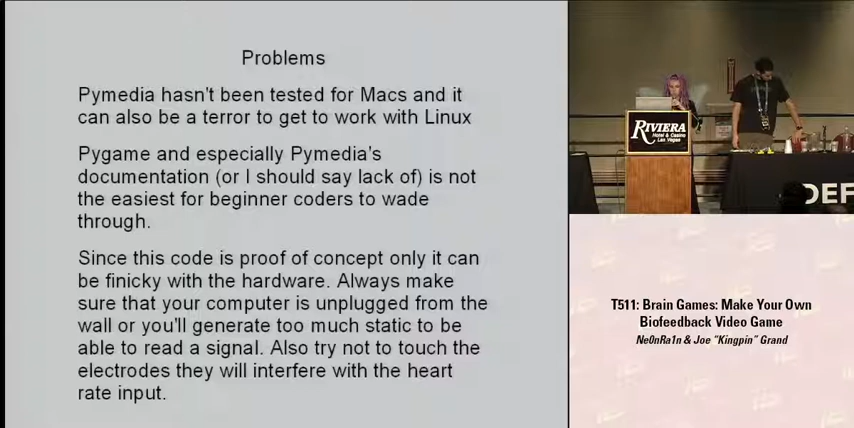 Problems
Pymedia hasn't been tested for Macs and it
can also be a terror to get to work with Linux
Pygame and especially Pymedia's
documentation (or I should say lack of) is not
the easiest for beginner coders to wade
through.
Since this code is proof of concept only it can
be finicky with the hardware. Always make
sure that your computer is unplugged from the
wall or you'll generate too much static to be
able to read a signal. Also try not to touch the
electrodes they will interfere with the heart
rate input.
RIVIERA
Hotel & Casino
Las Vegas
DEF
T511: Brain Games: Make Your Own
Biofeedback Video Game
Ne0nRa1n & Joe "Kingpin" Grand